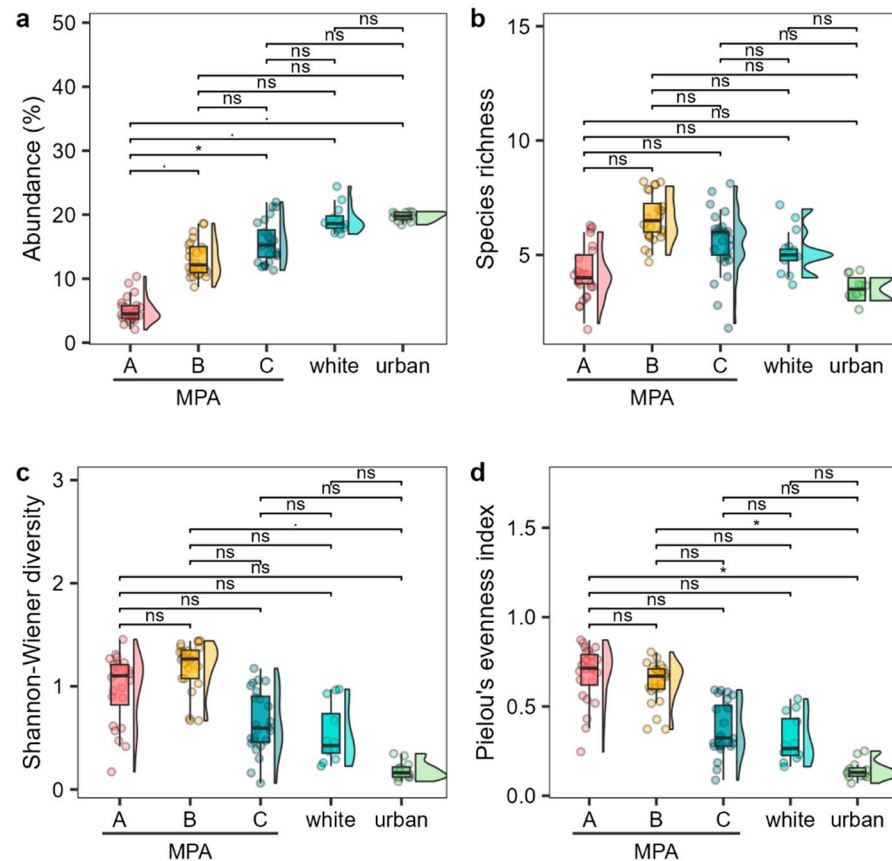 a
Abundance (%)
50
40
30
20
10
0
ns
ns
ns
ns
ns
ns
.
.
*
.
A B C white urban
MPA
b
Species richness
15
10
5
ns
ns
ns
ns
ns
ns
ns
ns
ns
ns
A B C white urban
MPA
c
Shannon-Wiener diversity
3
2
1
0
ns
ns
ns
.
ns
ns
ns
ns
ns
ns
A B C white urban
MPA
d
Pielou's evenness index
1.5
1.0
0.5
0.0
ns
ns
ns
*
ns
ns
*
ns
ns
ns
A B C white urban
MPA